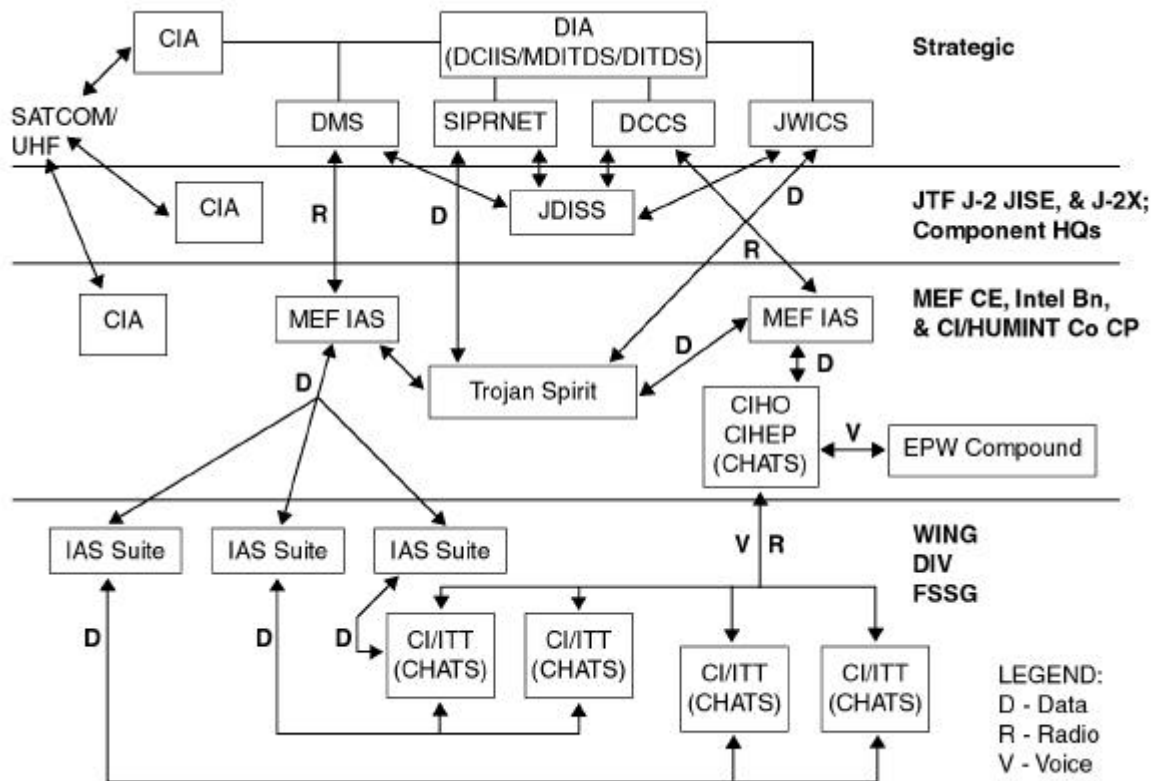 CIA
DIA
(DCIIS/MDITDS/DITDS)
Strategic
SATCOM/
UHF
DMS
SIPRNET
DCCS
JWICS
CIA
R
D
JDISS
D
R
JTF J-2 JISE, & J-2X;
Component HQs
CIA
MEF IAS
MEF IAS
MEF CE, Intel Bn,
& CI/HUMINT Co CP
D
Trojan Spirit
D
D
CIHO
CIHEP
(CHATS)
V
EPW Compound
IAS Suite
IAS Suite
IAS Suite
V
R
WING
DIV
FSSG
D
D
D
CI/ITT
(CHATS)
CI/ITT
(CHATS)
CI/ITT
(CHATS)
CI/ITT
(CHATS)
LEGEND:
D - Data
R - Radio
V - Voice